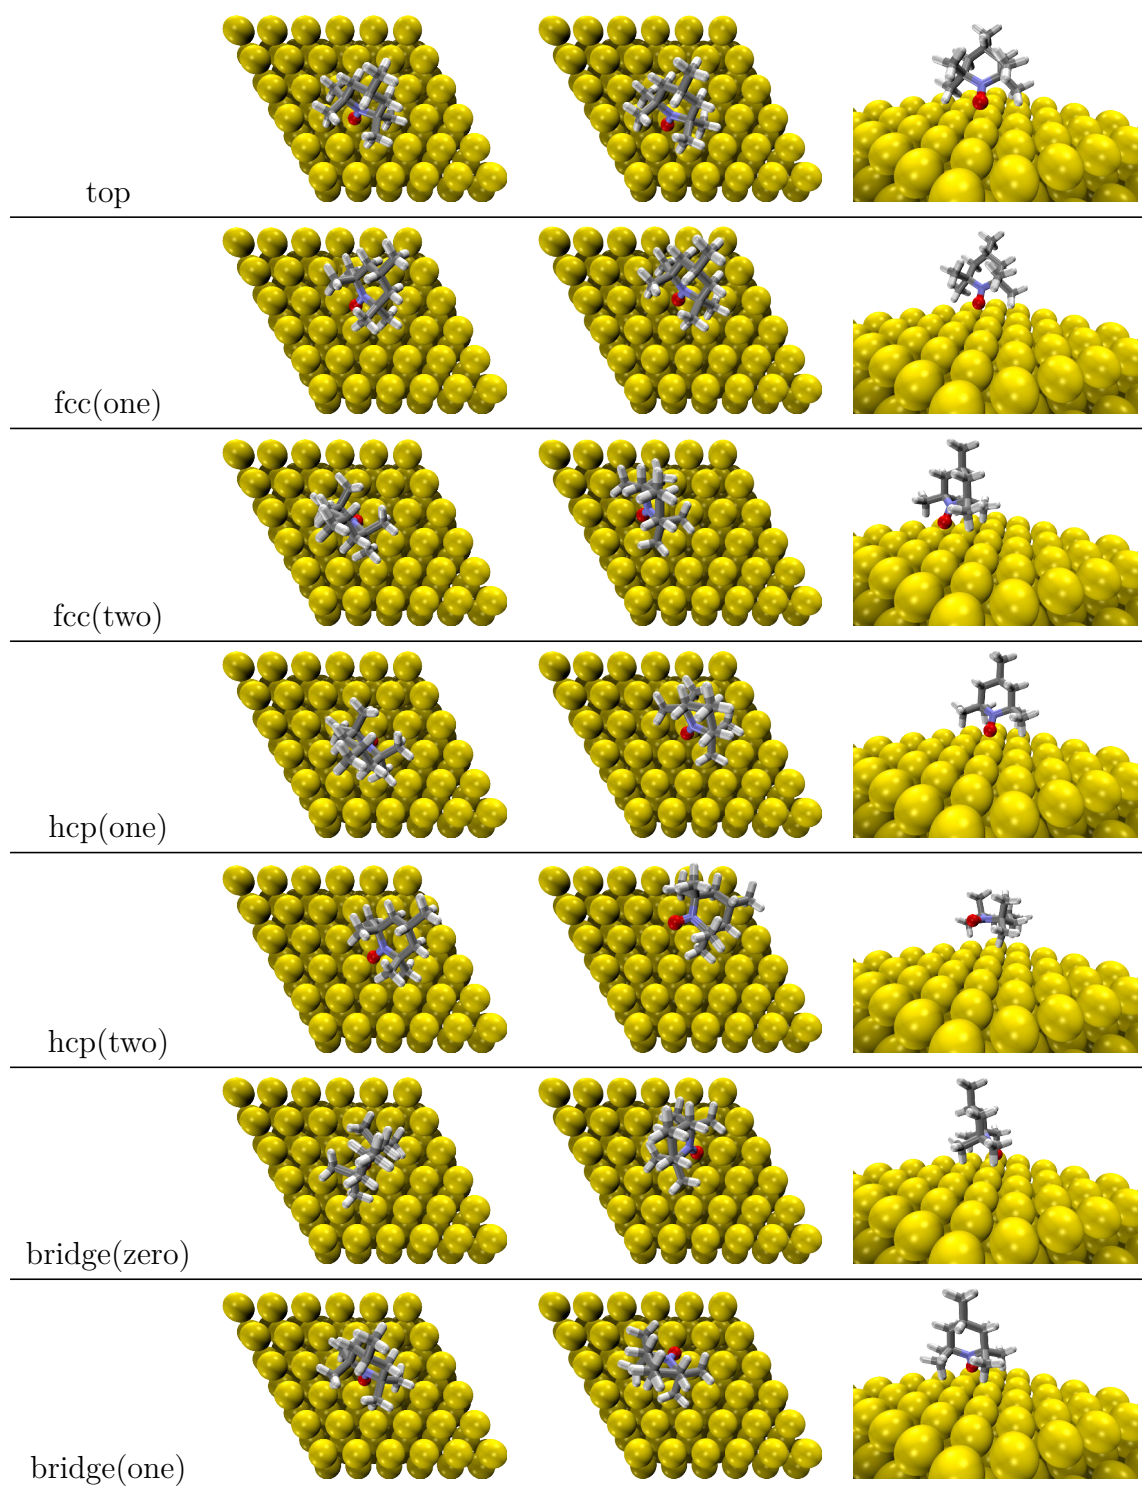 top
fcc(one)
fcc(two)
hcp(one)
hcp(two)
bridge(zero)
bridge(one)